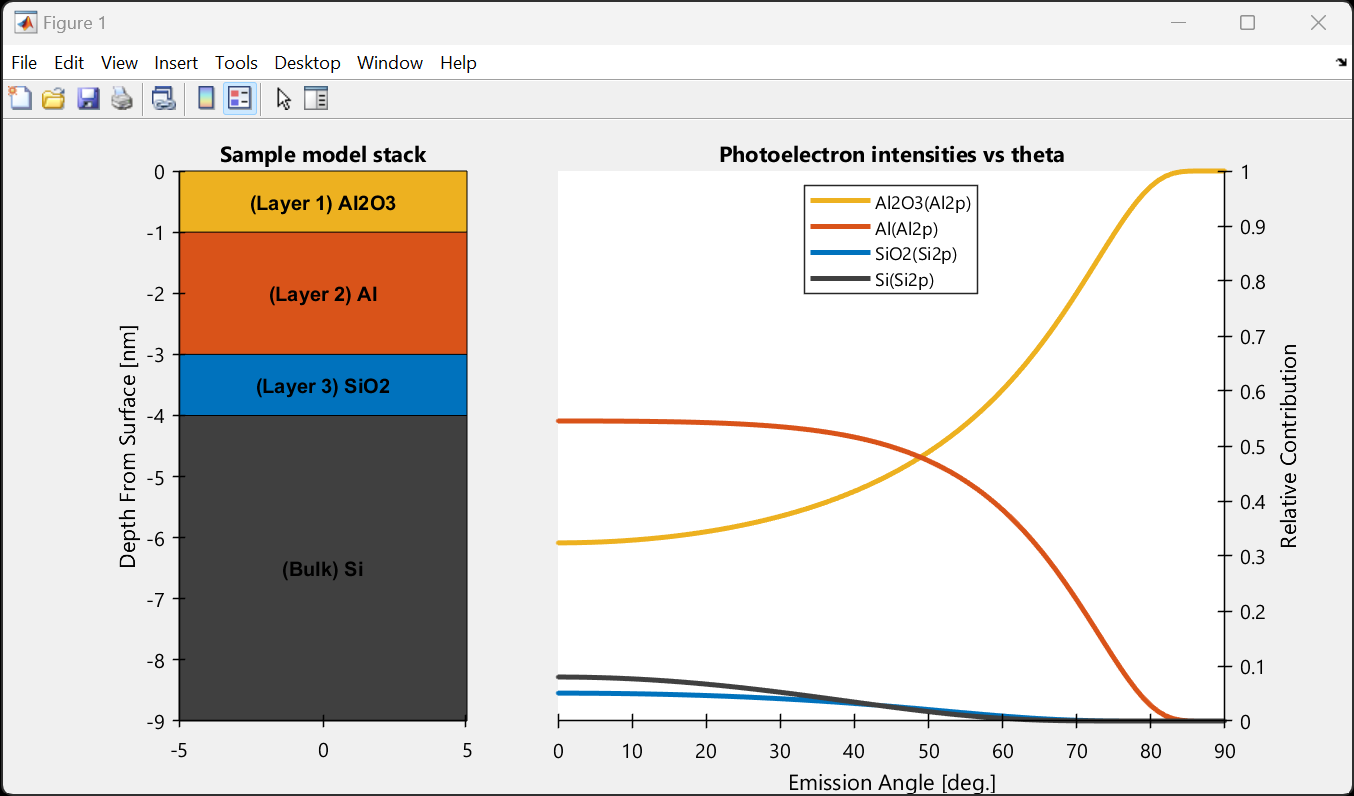 Figure 1
File Edit View Insert Tools Desktop Window Help
Sample model stack
Depth From Surface [nm]
0
-1
-2
-3
-4
-5
-6
-7
-8
-9
(Layer 1) Al2O3
(Layer 2) Al
(Layer 3) SiO2
(Bulk) Si
-5 0 5
Photoelectron intensities vs theta
Al2O3(Al2p)
Al(Al2p)
SiO2(Si2p)
Si(Si2p)
1
0.9
0.8
0.7
0.6
0.5
0.4
0.3
0.2
0.1
0
Relative Contribution
0 10 20 30 40 50 60 70 80 90
Emission Angle [deg.]